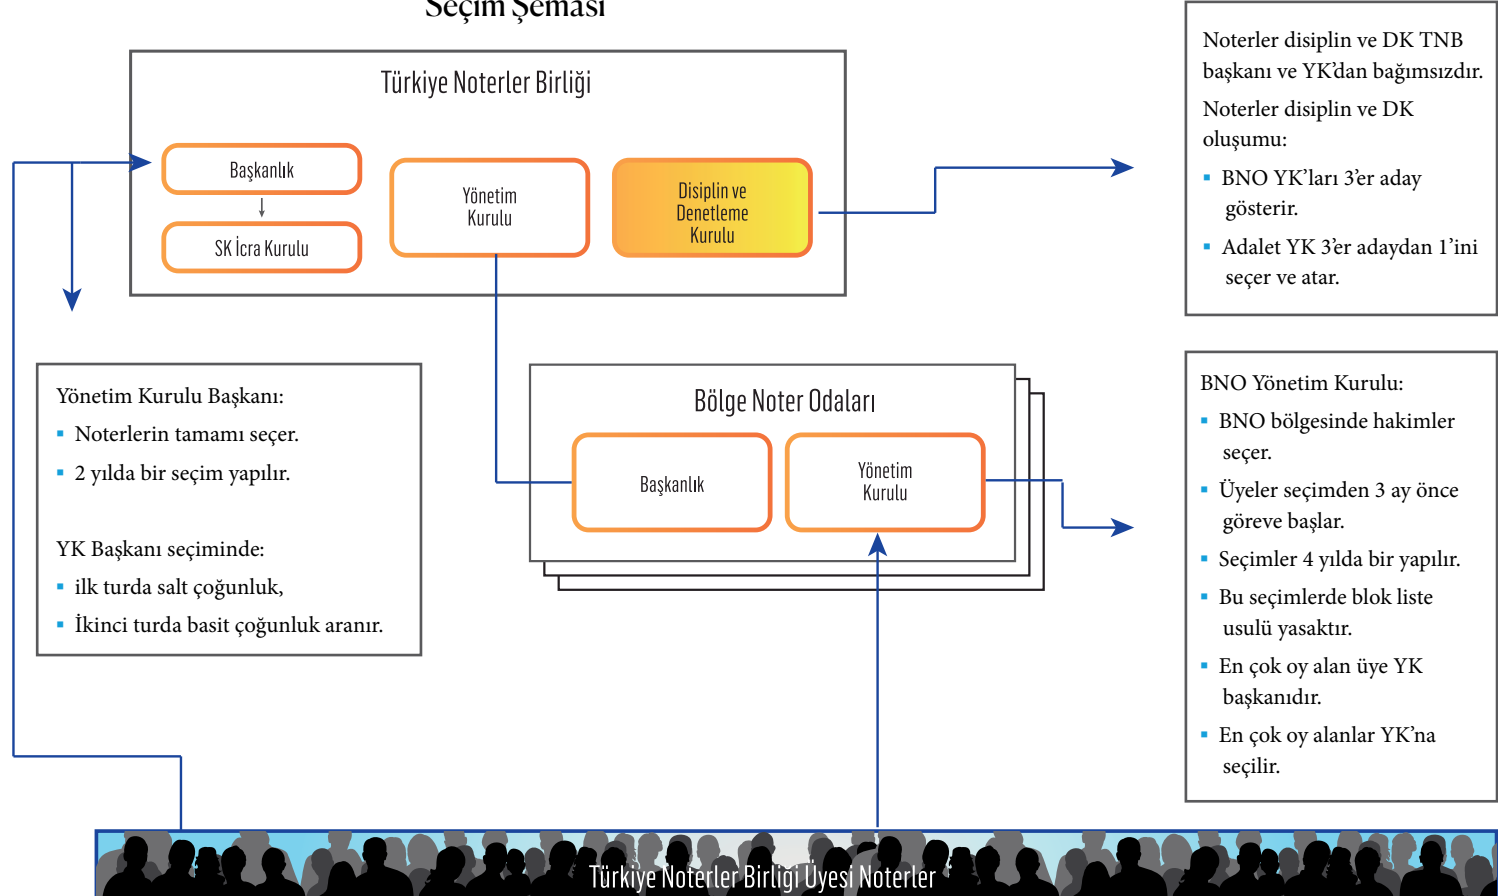 Seçim Şeması
Türkiye Noterler Birliği
Başkanlık
SK İcra Kurulu
Yönetim
Kurulu
Disiplin ve
Denetleme
Kurulu
Noterler disiplin ve DK TNB
başkanı ve YK’dan bağımsızdır.
Noterler disiplin ve DK
oluşumu:
▪ BNO YK’ları 3’er aday
gösterir.
▪ Adalet YK 3’er adaydan 1’ini
seçer ve atar.
Yönetim Kurulu Başkanı:
▪ Noterlerin tamamı seçer.
▪ 2 yılda bir seçim yapılır.
YK Başkanı seçiminde:
▪ ilk turda salt çoğunluk,
▪ İkinci turda basit çoğunluk aranır.
Bölge Noter Odaları
Başkanlık
Yönetim
Kurulu
BNO Yönetim Kurulu:
▪ BNO bölgesinde hakimler
seçer.
▪ Üyeler seçimden 3 ay önce
göreve başlar.
▪ Seçimler 4 yılda bir yapılır.
▪ Bu seçimlerde blok liste
usulü yasaktır.
▪ En çok oy alan üye YK
başkanıdır.
▪ En çok oy alanlar YK’na
seçilir.
Türkiye Noterler Birliği Üyesi Noterler